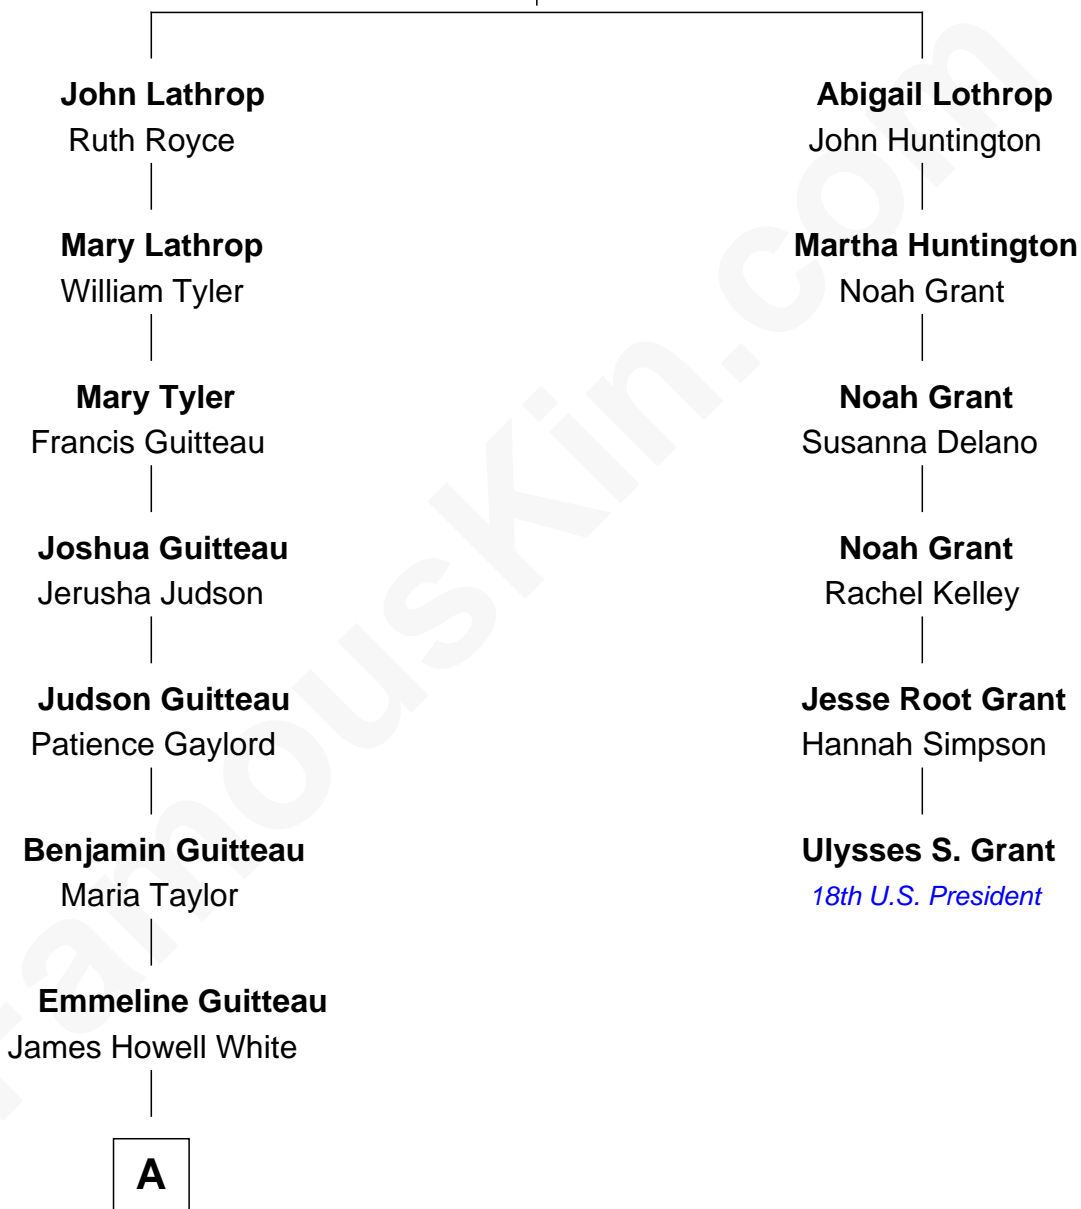 John Lathrop
Ruth Royce
Mary Lathrop
William Tyler
Mary Tyler
Francis Guitteau
Joshua Guitteau
Jerusha Judson
Judson Guitteau
Patience Gaylord
Benjamin Guitteau
Maria Taylor
Emmeline Guitteau
James Howell White
A
Abigail Lothrop
John Huntington
Martha Huntington
Noah Grant
Noah Grant
Susanna Delano
Noah Grant
Rachel Kelley
Jesse Root Grant
Hannah Simpson
Ulysses S. Grant
18th U.S. President
FamousKin.com